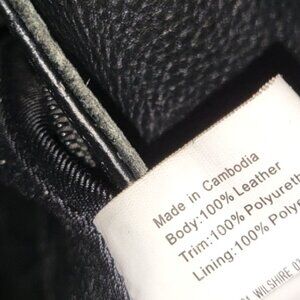 Made in Cambodia
Body:100% Leather
Trim:100% Polyureth
Lining:100% Polye
WILSHIRE